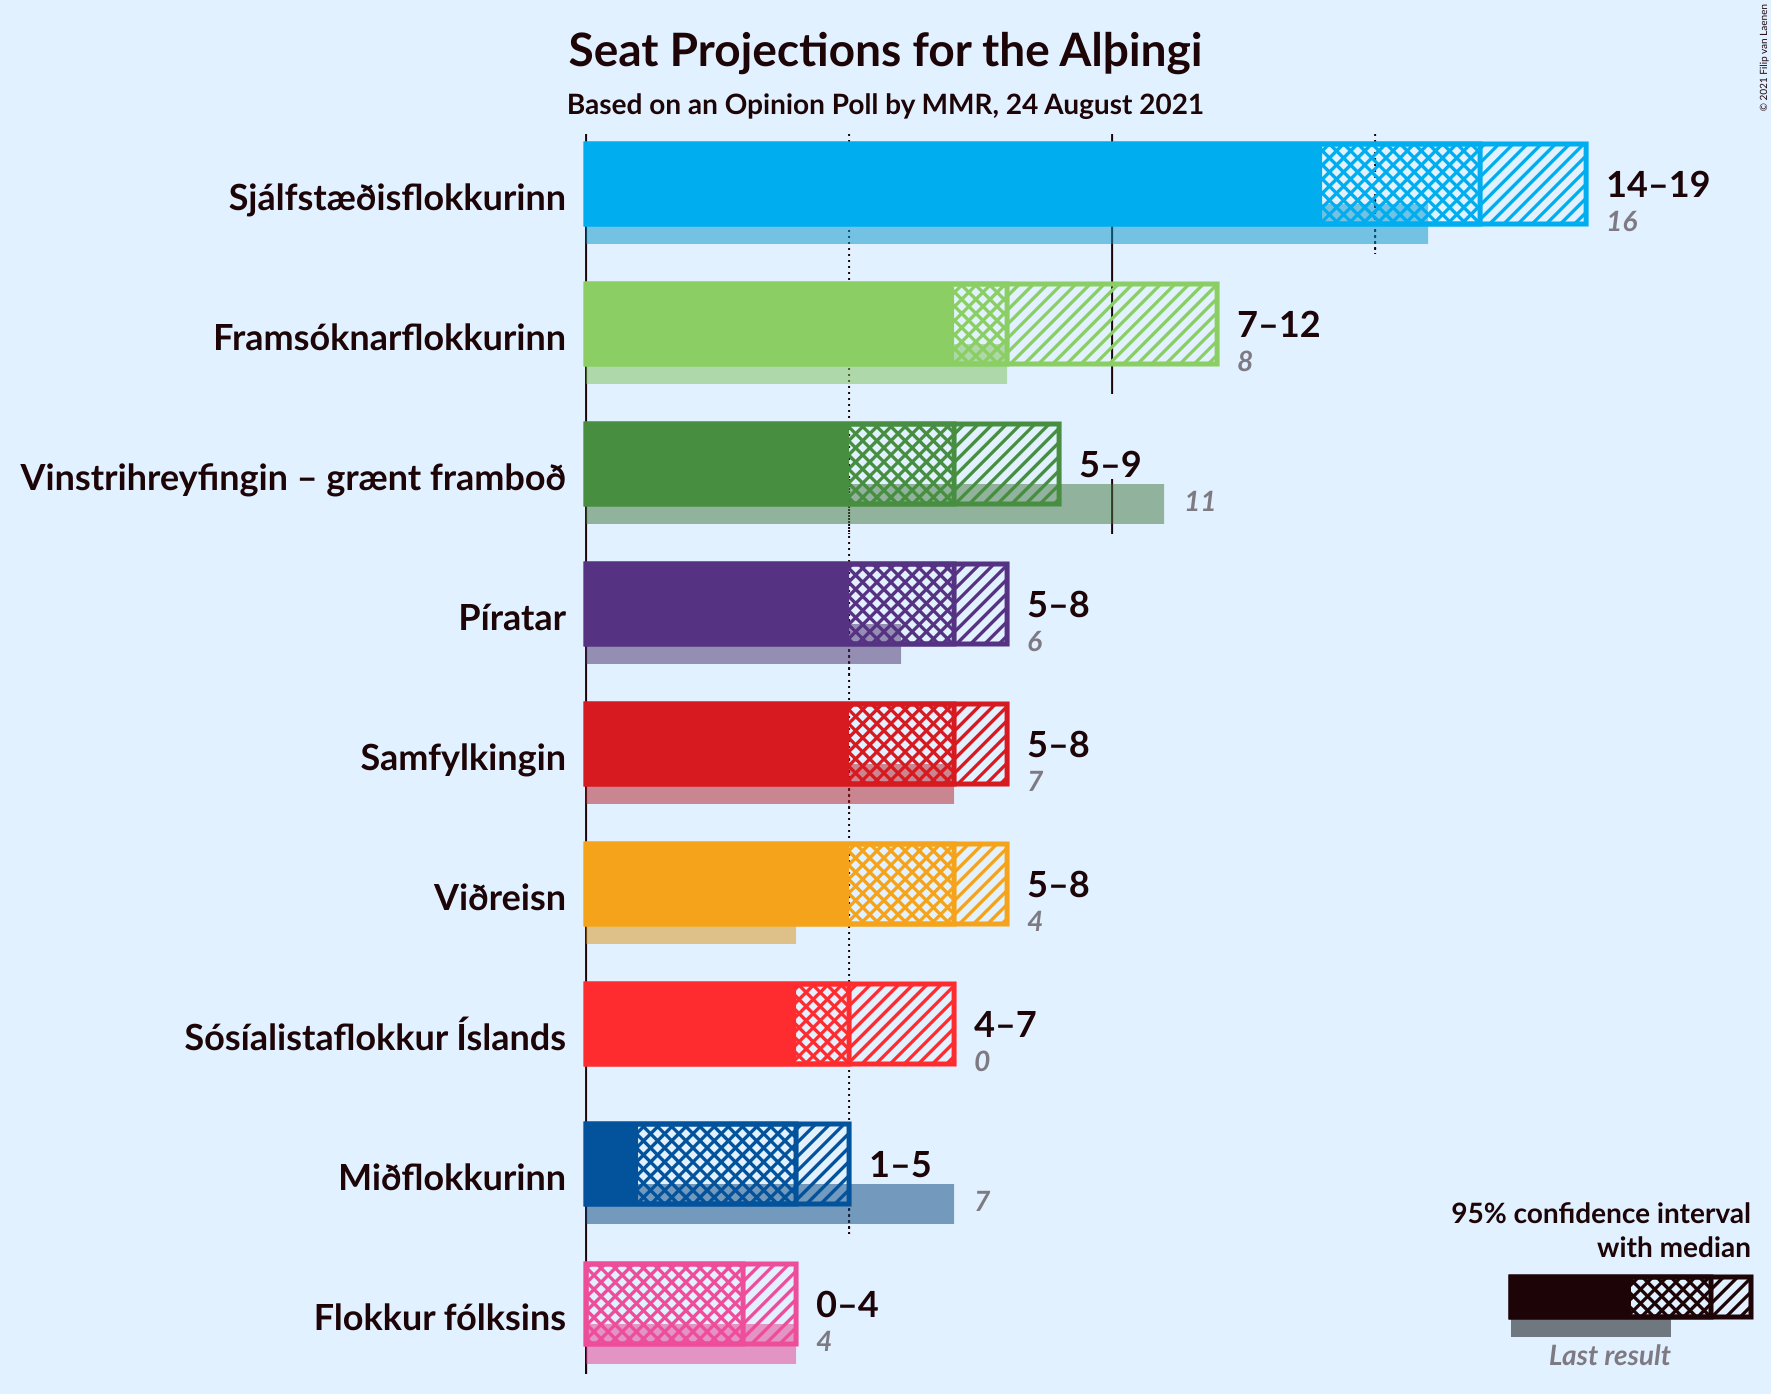 Seat Projections for the Alþingi
Based on an Opinion Poll by MMR, 24 August 2021
© 2021 Filip van Laenen
Sjálfstæðisflokkurinn
14–19
16
Framsóknarflokkurinn
7–12
8
Vinstrihreyfingin – grænt framboð
5–9
11
Píratar
5–8
6
Samfylkingin
5–8
7
Viðreisn
5–8
4
Sósíalistaflokkur Íslands
4–7
0
Miðflokkurinn
1–5
7
Flokkur fólksins
0–4
4
95% confidence interval
with median
Last result